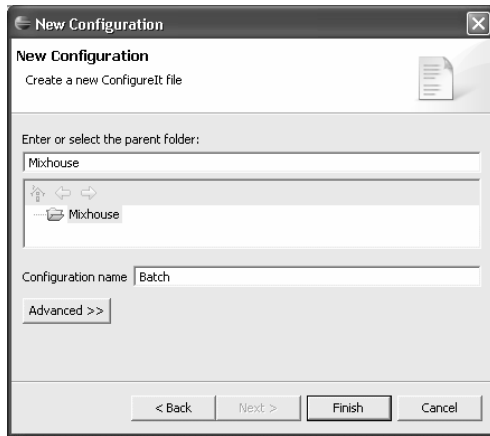 New Configuration
New Configuration
Create a new ConfigureIt file
Enter or select the parent folder:
Mixhouse
Mixhouse
Configuration name Batch
Advanced >>
< Back Next > Finish Cancel